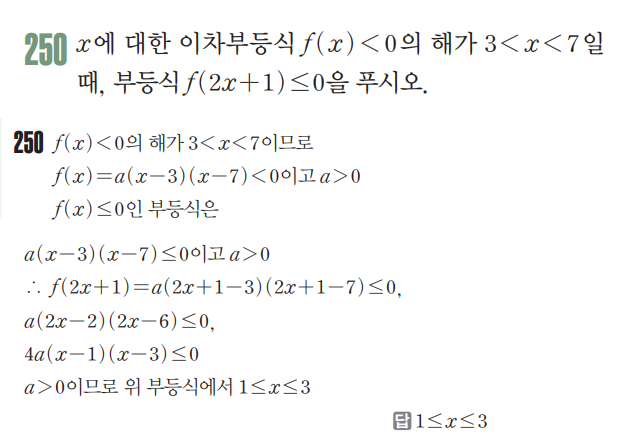 250 x에 대한 이차부등식 f(x)<0의 해가 3<x<7일
때, 부등식 f(2x+1)≤0을 푸시오.
250 f(x)<0의 해가 3<x<7이므로
f(x)=a(x-3)(x-7)<0이고 a>0
f(x)≤0인 부등식은
a(x-3)(x-7)≤0이고 a>0
∴ f(2x+1)=a(2x+1-3)(2x+1-7)≤0,
a(2x-2)(2x-6)≤0,
4a(x-1)(x-3)≤0
a>0이므로 위 부등식에서 1≤x≤3
답 1≤x≤3